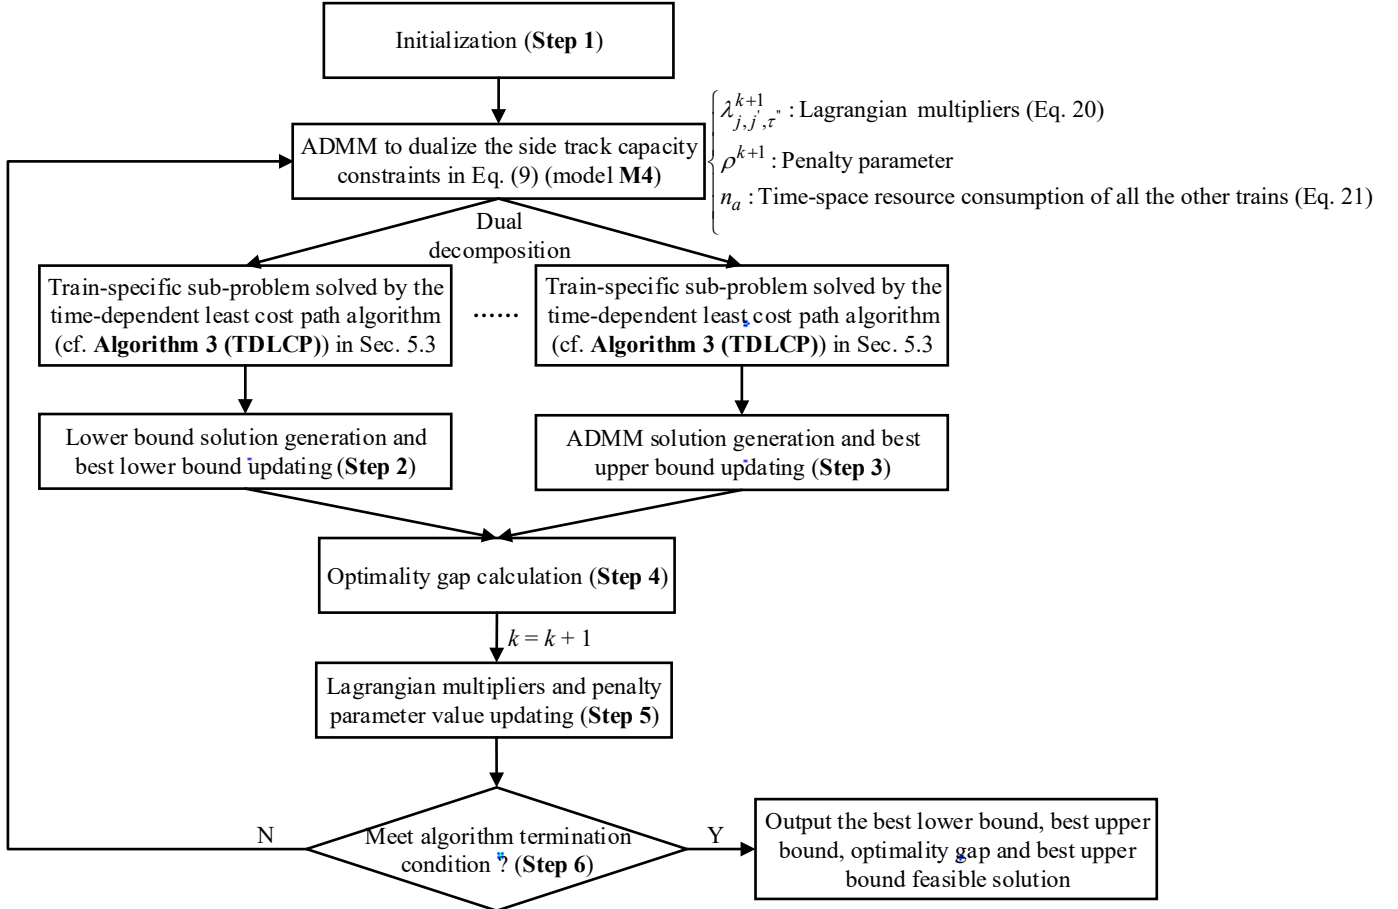 Initialization (Step 1)
ADMM to dualize the side track capacity
constraints in Eq. (9) (model M4)
λ^{k+1}_{j,j',τ"} : Lagrangian multipliers (Eq. 20)
ρ^{k+1} : Penalty parameter
n_a : Time-space resource consumption of all the other trains (Eq. 21)
Dual
decomposition
Train-specific sub-problem solved by the
time-dependent least cost path algorithm
(cf. Algorithm 3 (TDLCP)) in Sec. 5.3
......
Train-specific sub-problem solved by the
time-dependent least cost path algorithm
(cf. Algorithm 3 (TDLCP)) in Sec. 5.3
Lower bound solution generation and
best lower bound updating (Step 2)
ADMM solution generation and best
upper bound updating (Step 3)
Optimality gap calculation (Step 4)
k = k + 1
Lagrangian multipliers and penalty
parameter value updating (Step 5)
Meet algorithm termination
condition ? (Step 6)
N
Y
Output the best lower bound, best upper
bound, optimality gap and best upper
bound feasible solution